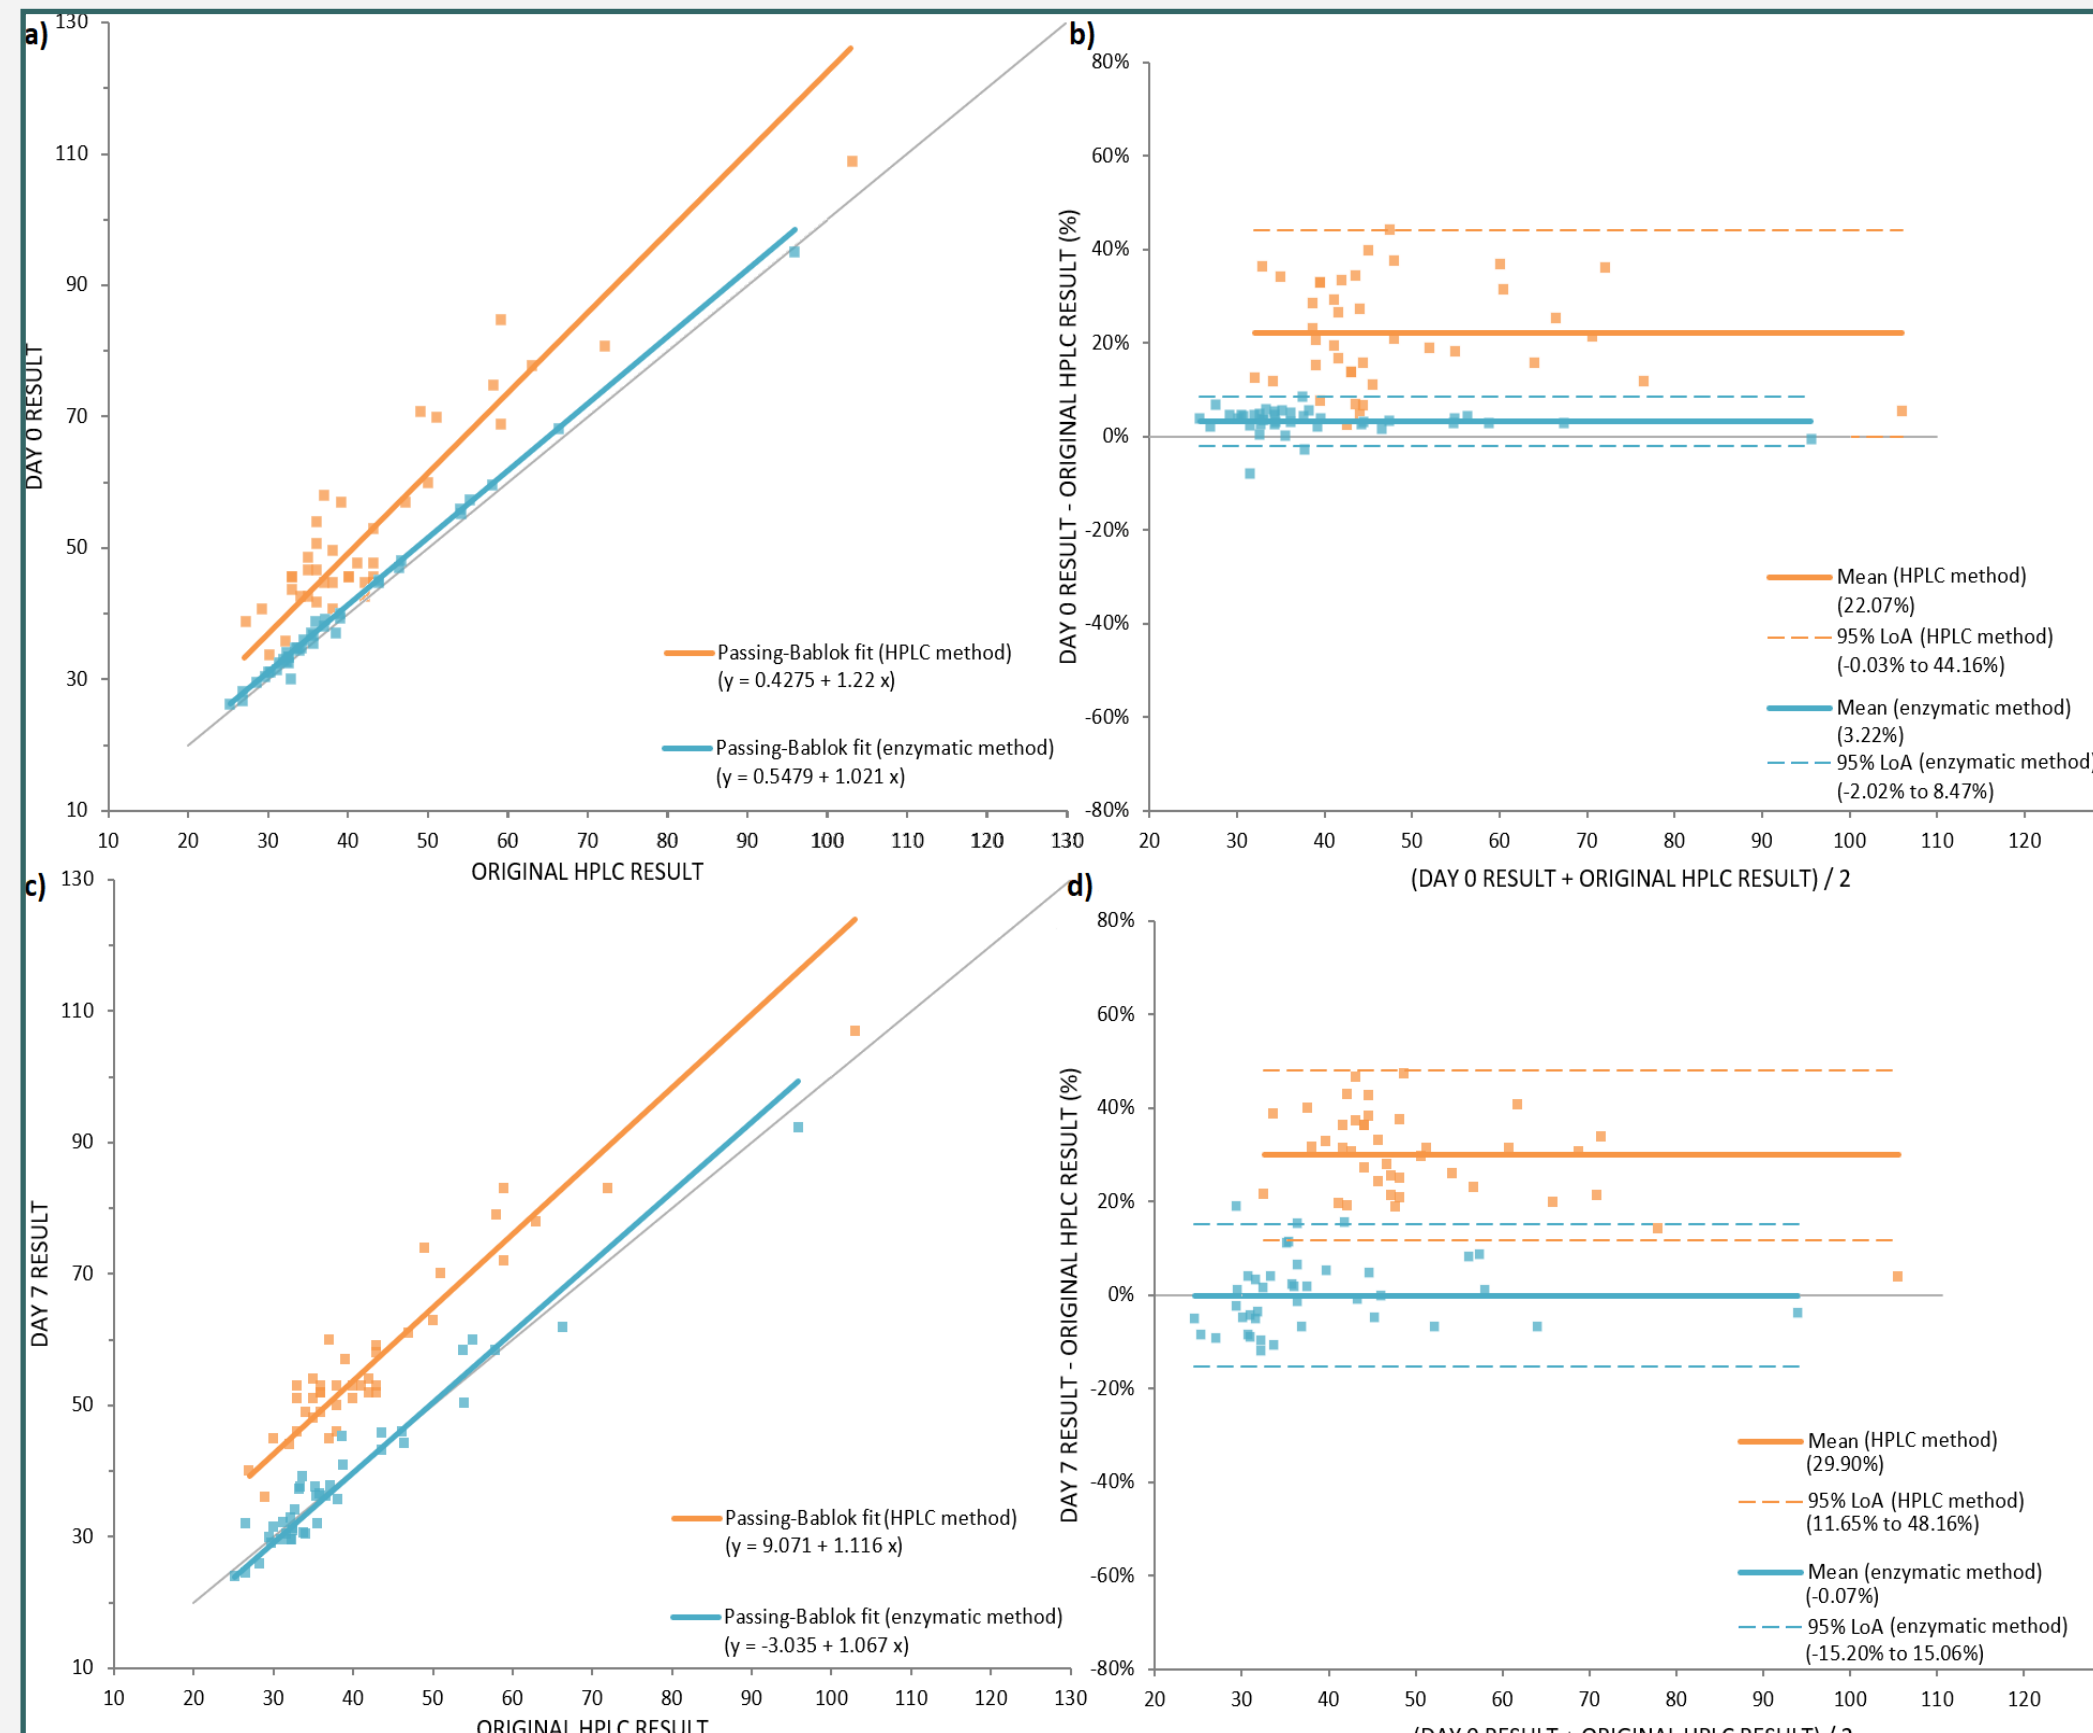 a)
130
110
90
70
50
30
10
DAY 0 RESULT
10 20 30 40 50 60 70 80 90 100 110 120 130
ORIGINAL HPLC RESULT
Passing-Bablok fit (HPLC method)
(y = 0.4275 + 1.22 x)
Passing-Bablok fit (enzymatic method)
(y = 0.5479 + 1.021 x)
b)
80%
60%
40%
20%
0%
-20%
-40%
-60%
-80%
DAY 0 RESULT - ORIGINAL HPLC RESULT (%)
20 30 40 50 60 70 80 90 100 110 120
(DAY 0 RESULT + ORIGINAL HPLC RESULT) / 2
Mean (HPLC method)
(22.07%)
95% LoA (HPLC method)
(-0.03% to 44.16%)
Mean (enzymatic method)
(3.22%)
95% LoA (enzymatic method)
(-2.02% to 8.47%)
c)
130
110
90
70
50
30
10
DAY 7 RESULT
10 20 30 40 50 60 70 80 90 100 110 120 130
ORIGINAL HPLC RESULT
Passing-Bablok fit (HPLC method)
(y = 9.071 + 1.116 x)
Passing-Bablok fit (enzymatic method)
(y = -3.035 + 1.067 x)
d)
80%
60%
40%
20%
0%
-20%
-40%
-60%
-80%
DAY 7 RESULT - ORIGINAL HPLC RESULT (%)
20 30 40 50 60 70 80 90 100 110 120
(DAY 0 RESULT + ORIGINAL HPLC RESULT) / 2
Mean (HPLC method)
(29.90%)
95% LoA (HPLC method)
(11.65% to 48.16%)
Mean (enzymatic method)
(-0.07%)
95% LoA (enzymatic method)
(-15.20% to 15.06%)